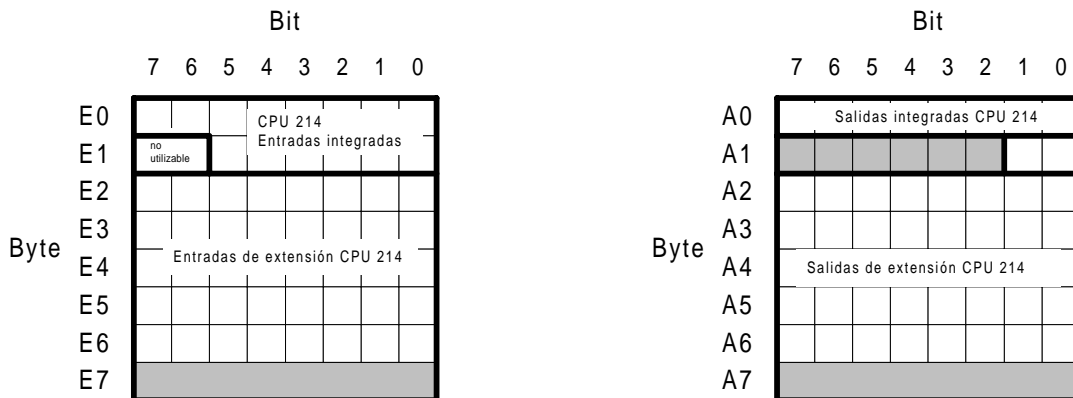 Bit
7 6 5 4 3 2 1 0
E0
E1
E2
E3
E4
E5
E6
E7
Byte
CPU 214
Entradas integradas
no
utilizable
Entradas de extensión CPU 214
Bit
7 6 5 4 3 2 1 0
A0
A1
A2
A3
A4
A5
A6
A7
Byte
Salidas integradas CPU 214
Salidas de extensión CPU 214